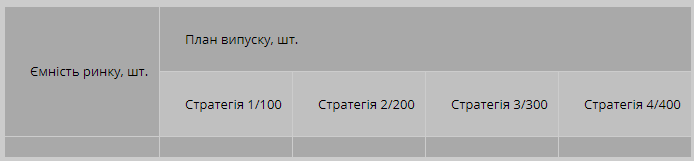 План випуску, шт.
Ємність ринку, шт.
Стратегія 1/100
Стратегія 2/200
Стратегія 3/300
Стратегія 4/400